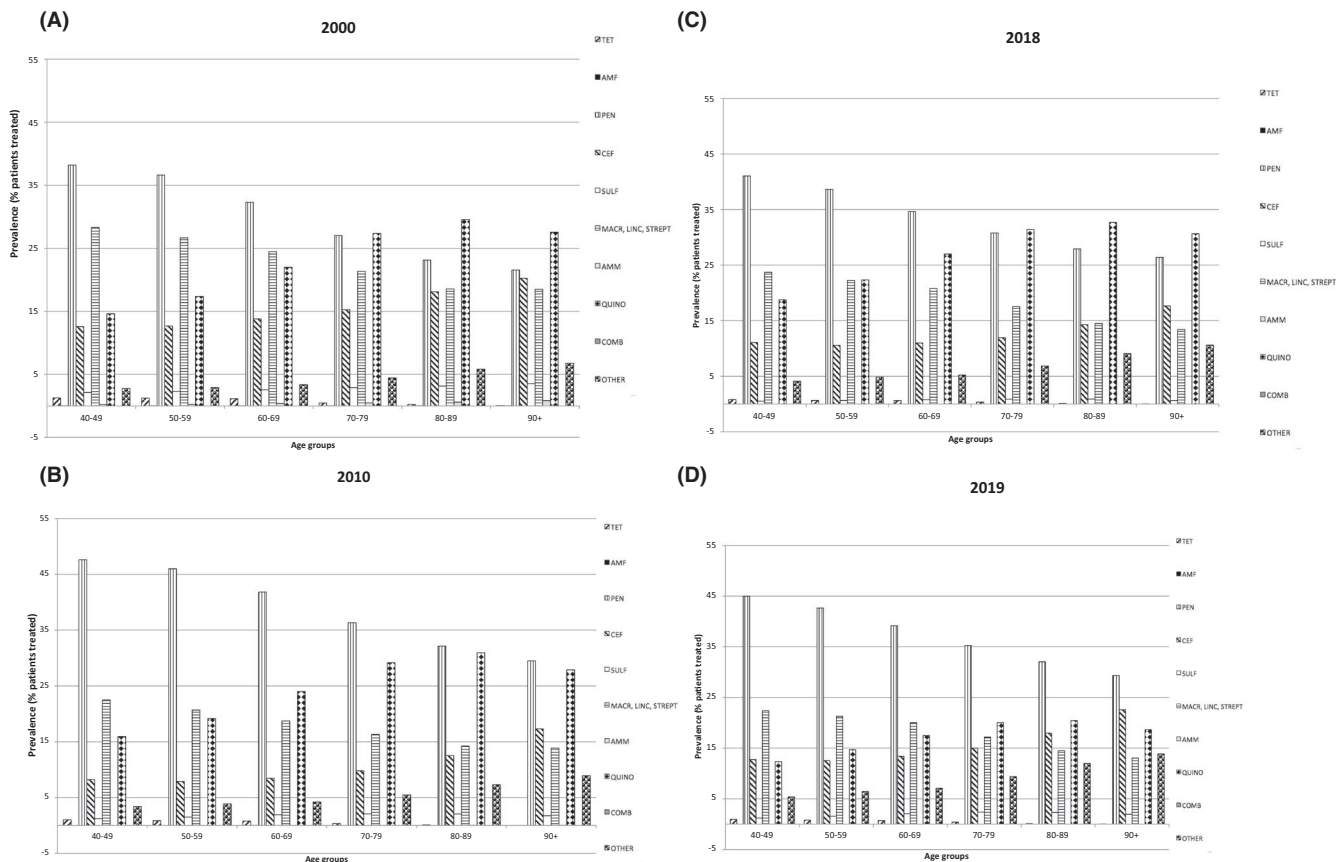 (A)
2000
55
45
35
25
15
5
-5
Prevalence (% patients treated)
40-49 50-59 60-69 70-79 80-89 90+
Age groups
TET
AMF
PEN
CEF
SULF
MACR, LINC, STREPT
AMM
QUINO
COMB
OTHER
(B)
2010
55
45
35
25
15
5
-5
Prevalence (% patients treated)
40-49 50-59 60-69 70-79 80-89 90+
Age groups
TET
AMF
PEN
CEF
SULF
MACR, LINC, STREPT
AMM
QUINO
COMB
OTHER
(C)
2018
55
45
35
25
15
5
-5
Prevalence (% patients treated)
40-49 50-59 60-69 70-79 80-89 90+
Age groups
TET
AMF
PEN
CEF
SULF
MACR, LINC, STREPT
AMM
QUINO
COMB
OTHER
(D)
2019
55
45
35
25
15
5
-5
Prevalence (% patients treated)
40-49 50-59 60-69 70-79 80-89 90+
Age groups
TET
AMF
PEN
CEF
SULF
MACR, LINC, STREPT
AMM
QUINO
COMB
OTHER